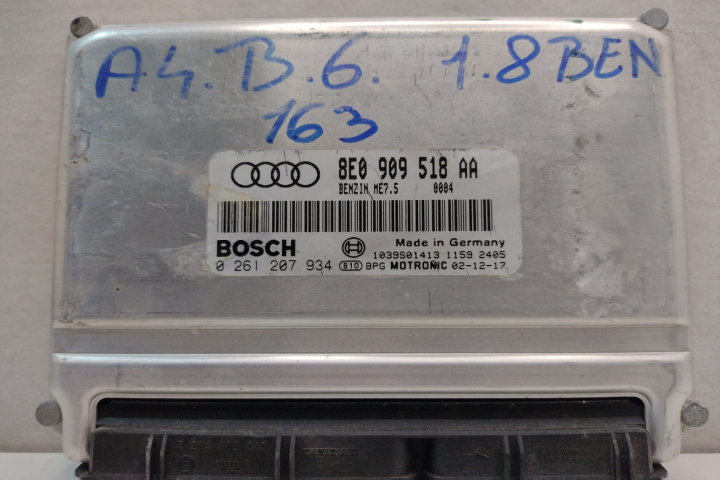 A4. B. 6. 1.8 BEN
163
8E0 909 518 AA
BENZIN ME7.5 0004
BOSCH
Made in Germany
1039S01413 1159 2405
0 261 207 934 810 BPG MOTRONIC 02-12-17